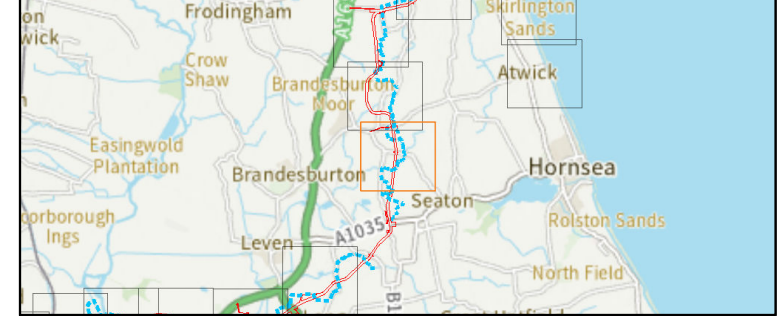 Frodingham
Skirlington
Sands
wick
Crow
Shaw
Atwick
Brandesburton
Moor
Easingwold
Plantation
Hornsea
Brandesburton
Seaton
Ings
Rolston Sands
A1035
Leven
North Field